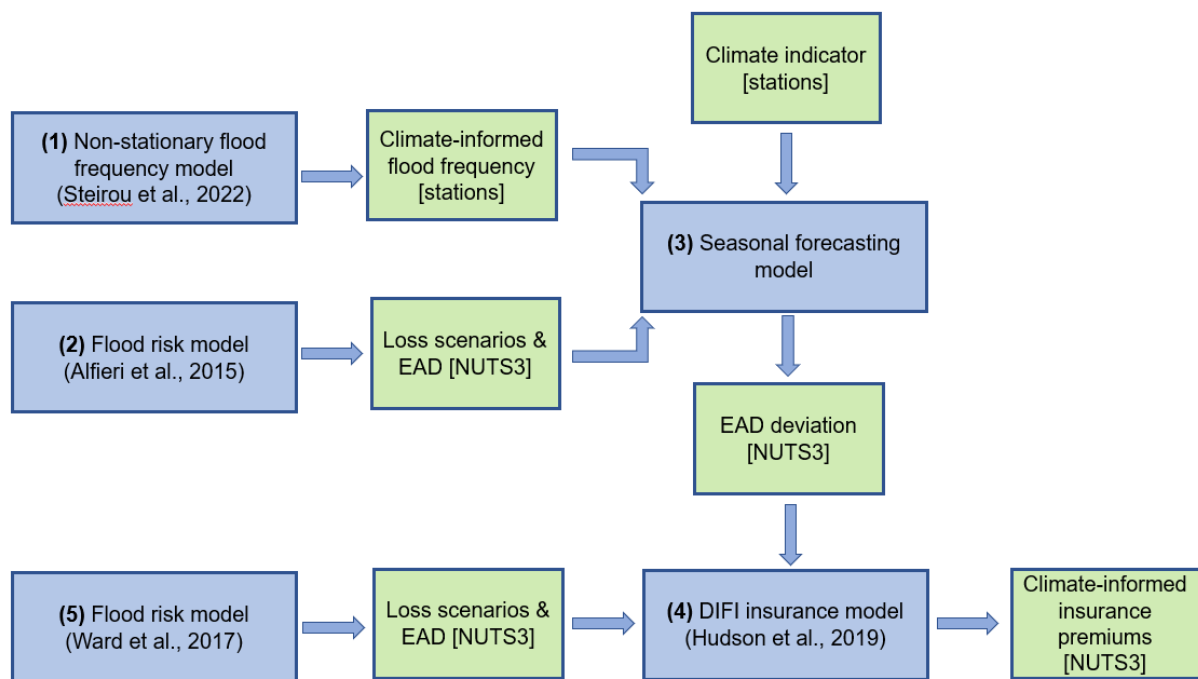 Climate indicator
[stations]
(1) Non-stationary flood
frequency model
(Steirou et al., 2022)
Climate-informed
flood frequency
[stations]
(3) Seasonal forecasting
model
(2) Flood risk model
(Alfieri et al., 2015)
Loss scenarios &
EAD [NUTS3]
EAD deviation
[NUTS3]
(5) Flood risk model
(Ward et al., 2017)
Loss scenarios &
EAD [NUTS3]
(4) DIFI insurance model
(Hudson et al., 2019)
Climate-informed
insurance
premiums
[NUTS3]